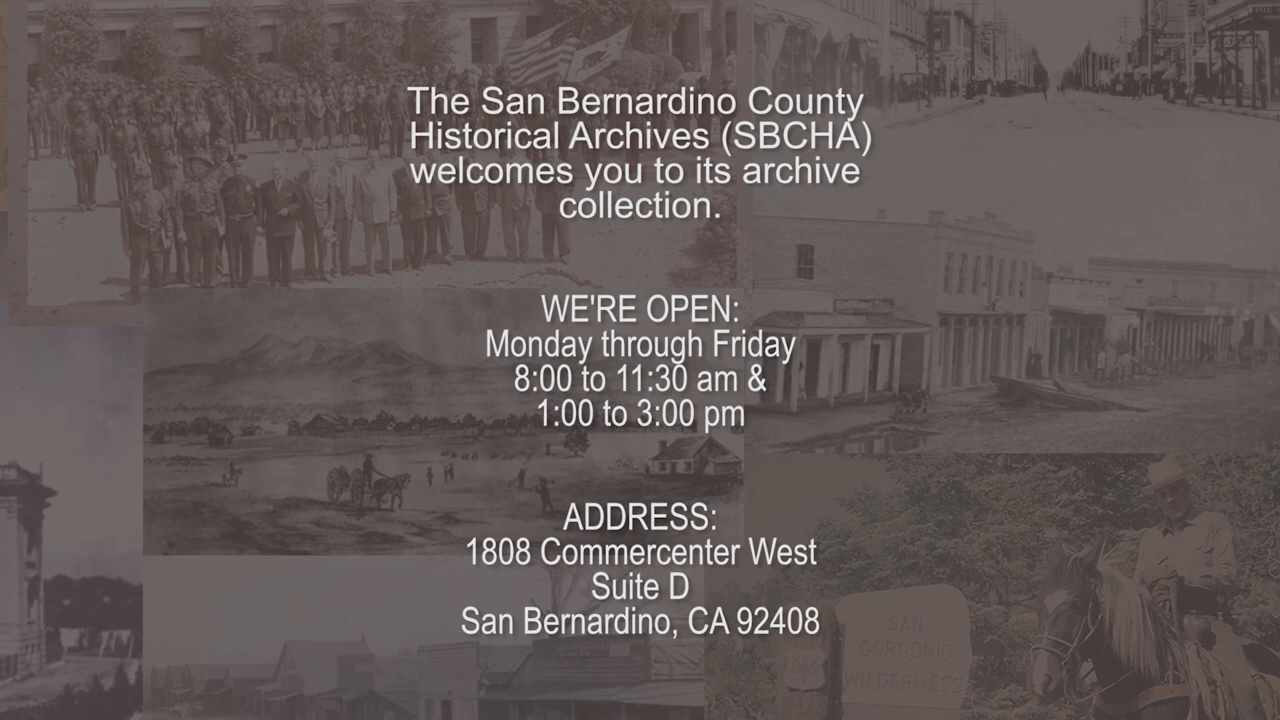 The San Bernardino County
Historical Archives (SBCHA)
welcomes you to its archive
collection.
WE'RE OPEN:
Monday through Friday
8:00 to 11:30 am &
1:00 to 3:00 pm
ADDRESS:
1808 Commercenter West
Suite D
San Bernardino, CA 92408
SAN
GORGONIO
WILDERNESS